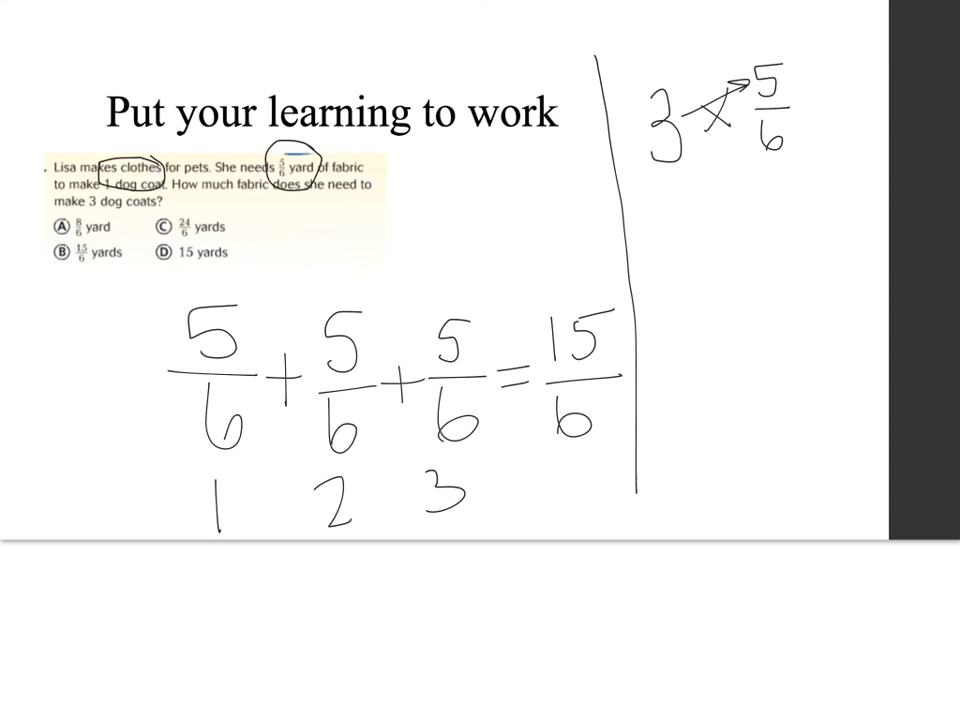 Put your learning to work
. Lisa makes clothes for pets. She needs 5/6 yard of fabric
to make 1 dog coat. How much fabric does she need to
make 3 dog coats?
Ⓐ 8/6 yard Ⓒ 24/6 yards
Ⓑ 15/6 yards Ⓓ 15 yards
5/6 + 5/6 + 5/6 = 15/6
1 2 3
3 × 5/6